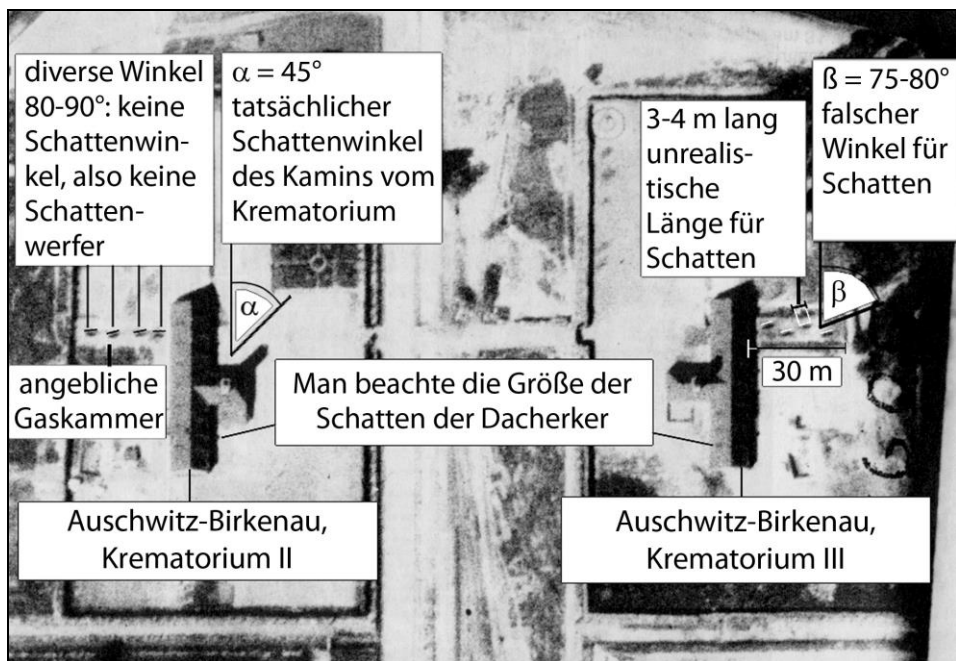 diverse Winkel
80-90°: keine
Schattenwin-
kel, also keine
Schatten-
werfer
α = 45°
tatsächlicher
Schattenwinkel
des Kamins vom
Krematorium
3-4 m lang
unrealis-
tische
Länge für
Schatten
ß = 75-80°
falscher
Winkel für
Schatten
α
β
30 m
angebliche
Gaskammer
Man beachte die Größe der
Schatten der Dacherker
Auschwitz-Birkenau,
Krematorium II
Auschwitz-Birkenau,
Krematorium III